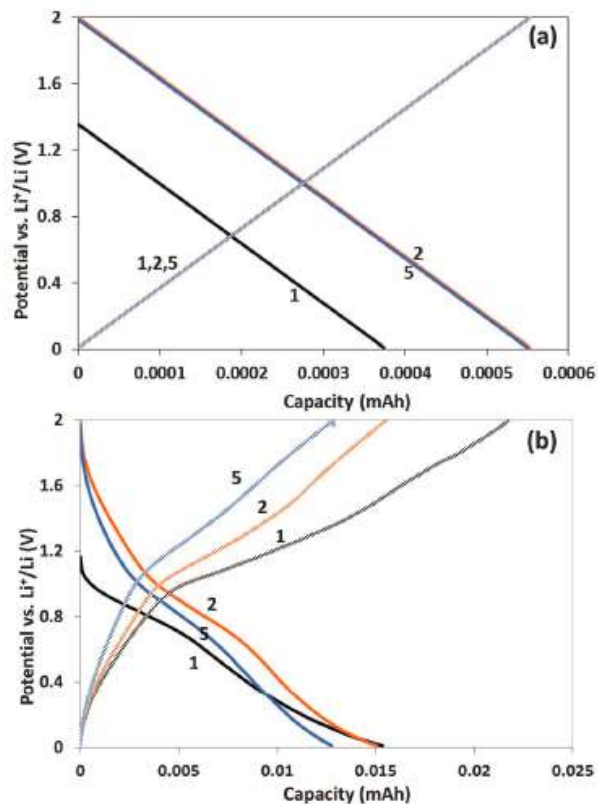 (a)
2
1.6
1.2
0.8
0.4
0
Potential vs. Li⁺/Li (V)
1,2,5
1
2
5
0 0.0001 0.0002 0.0003 0.0004 0.0005 0.0006
Capacity (mAh)
(b)
2
1.6
1.2
0.8
0.4
0
Potential vs. Li⁺/Li (V)
5
2
1
2
5
1
0 0.005 0.01 0.015 0.02 0.025
Capacity (mAh)